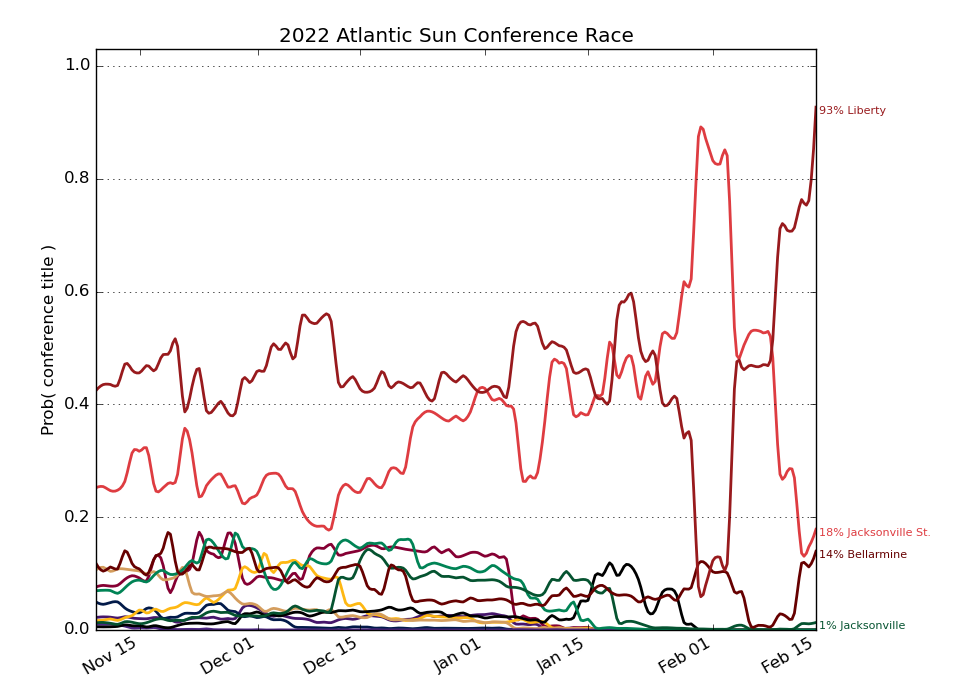 2022 Atlantic Sun Conference Race
Prob( conference title )
1.0
0.8
0.6
0.4
0.2
0.0
93% Liberty
18% Jacksonville St.
14% Bellarmine
1% Jacksonville
Nov 15
Dec 01
Dec 15
Jan 01
Jan 15
Feb 01
Feb 15